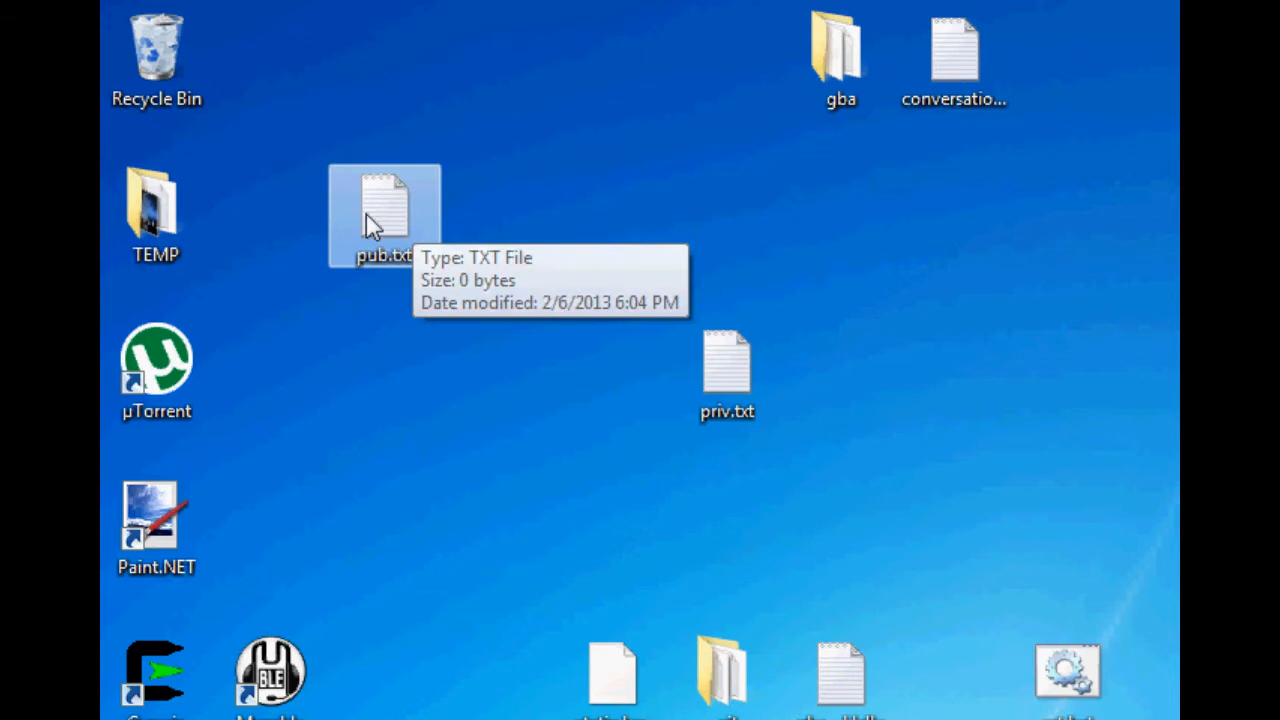 Recycle Bin
gba
conversatio...
TEMP
pub.txt
Type: TXT File
Size: 0 bytes
Date modified: 2/6/2013 6:04 PM
µTorrent
priv.txt
Paint.NET
BLE